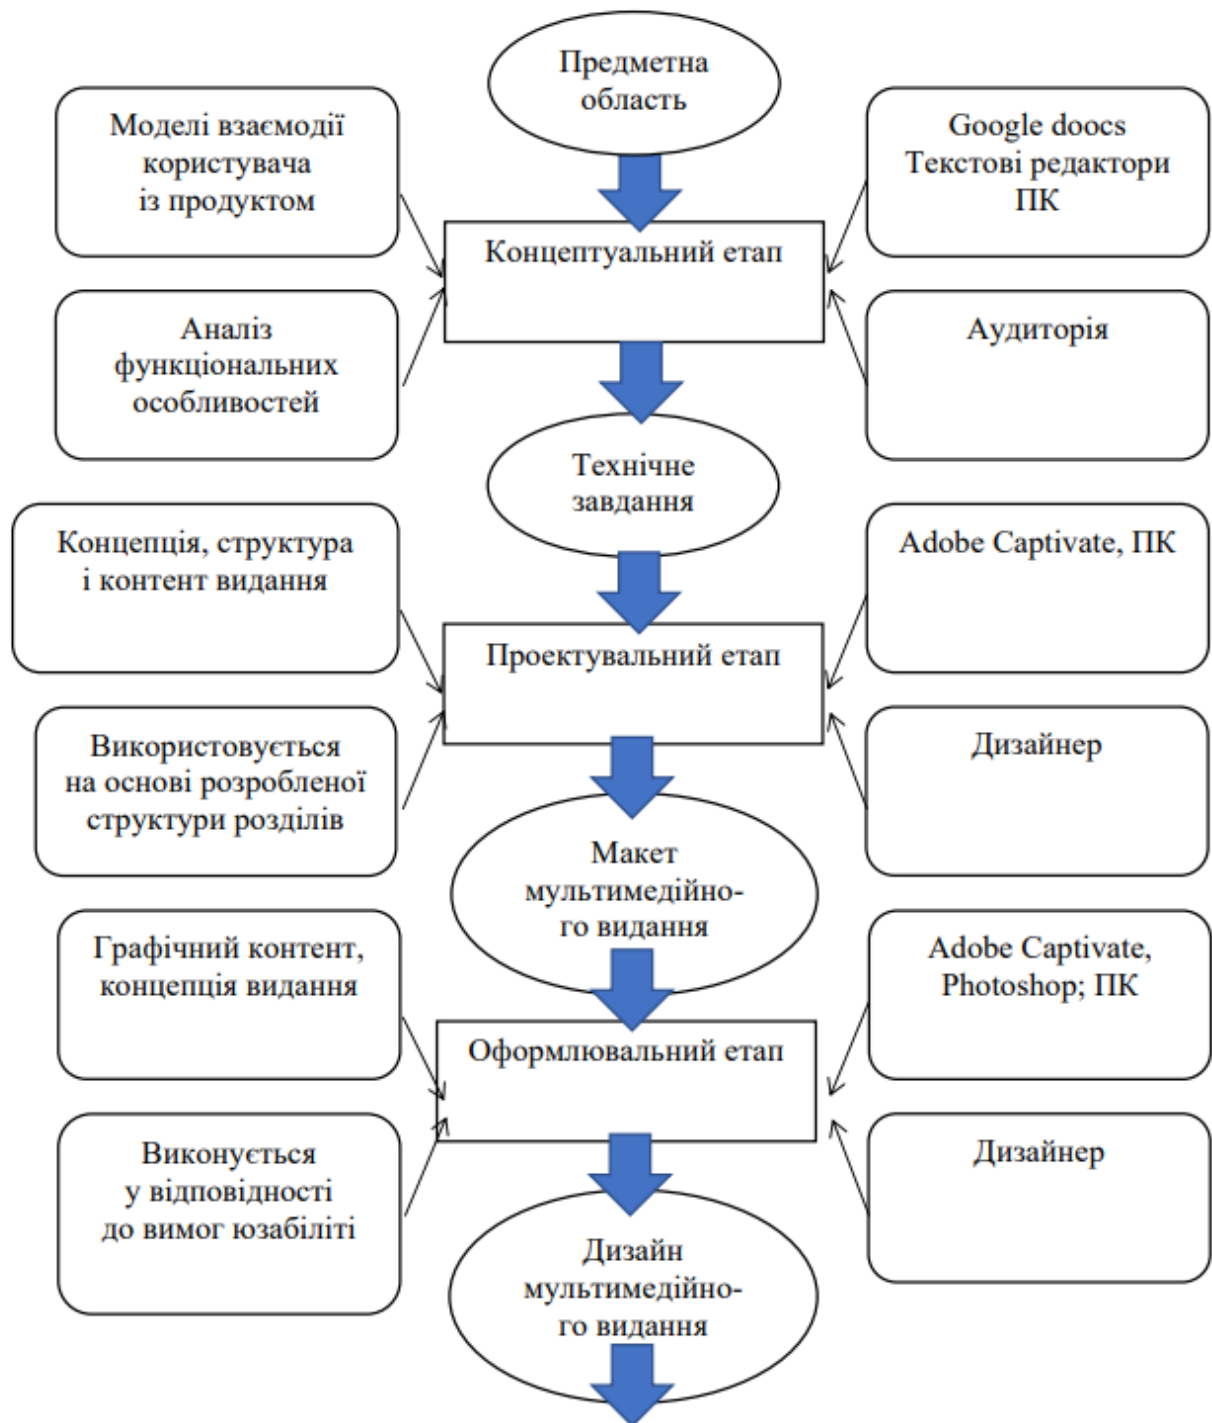 Предметна
область
Моделі взаємодії
користувача
із продуктом
Google doocs
Текстові редактори
ПК
Концептуальний етап
Аналіз
функціональних
особливостей
Аудиторія
Технічне
завдання
Концепція, структура
і контент видання
Adobe Captivate, ПК
Проектувальний етап
Використовується
на основі розробленої
структури розділів
Дизайнер
Макет
мультимедійно-
го видання
Графічний контент,
концепція видання
Adobe Captivate,
Photoshop; ПК
Оформлювальний етап
Виконується
у відповідності
до вимог юзабіліті
Дизайнер
Дизайн
мультимедійно-
го видання